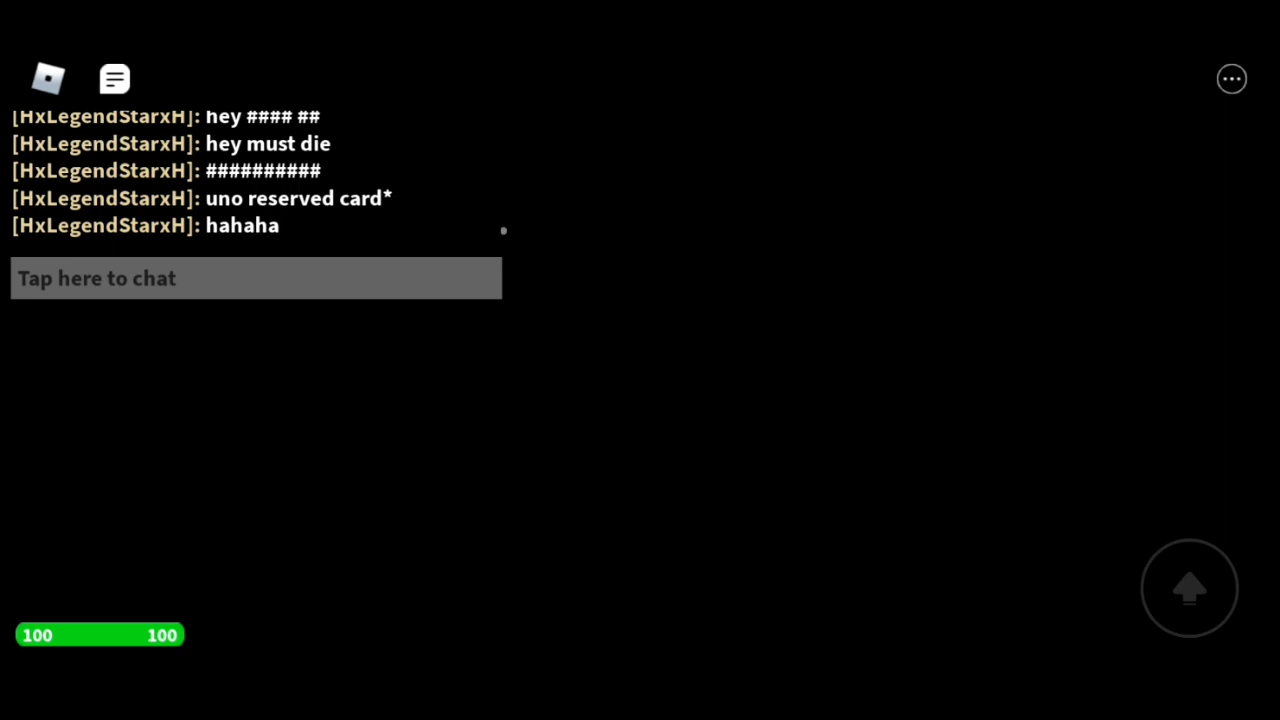 [HxLegendStarxH]: hey #### ##
[HxLegendStarxH]: hey must die
[HxLegendStarxH]: ##########
[HxLegendStarxH]: uno reserved card*
[HxLegendStarxH]: hahaha
Tap here to chat
100 100